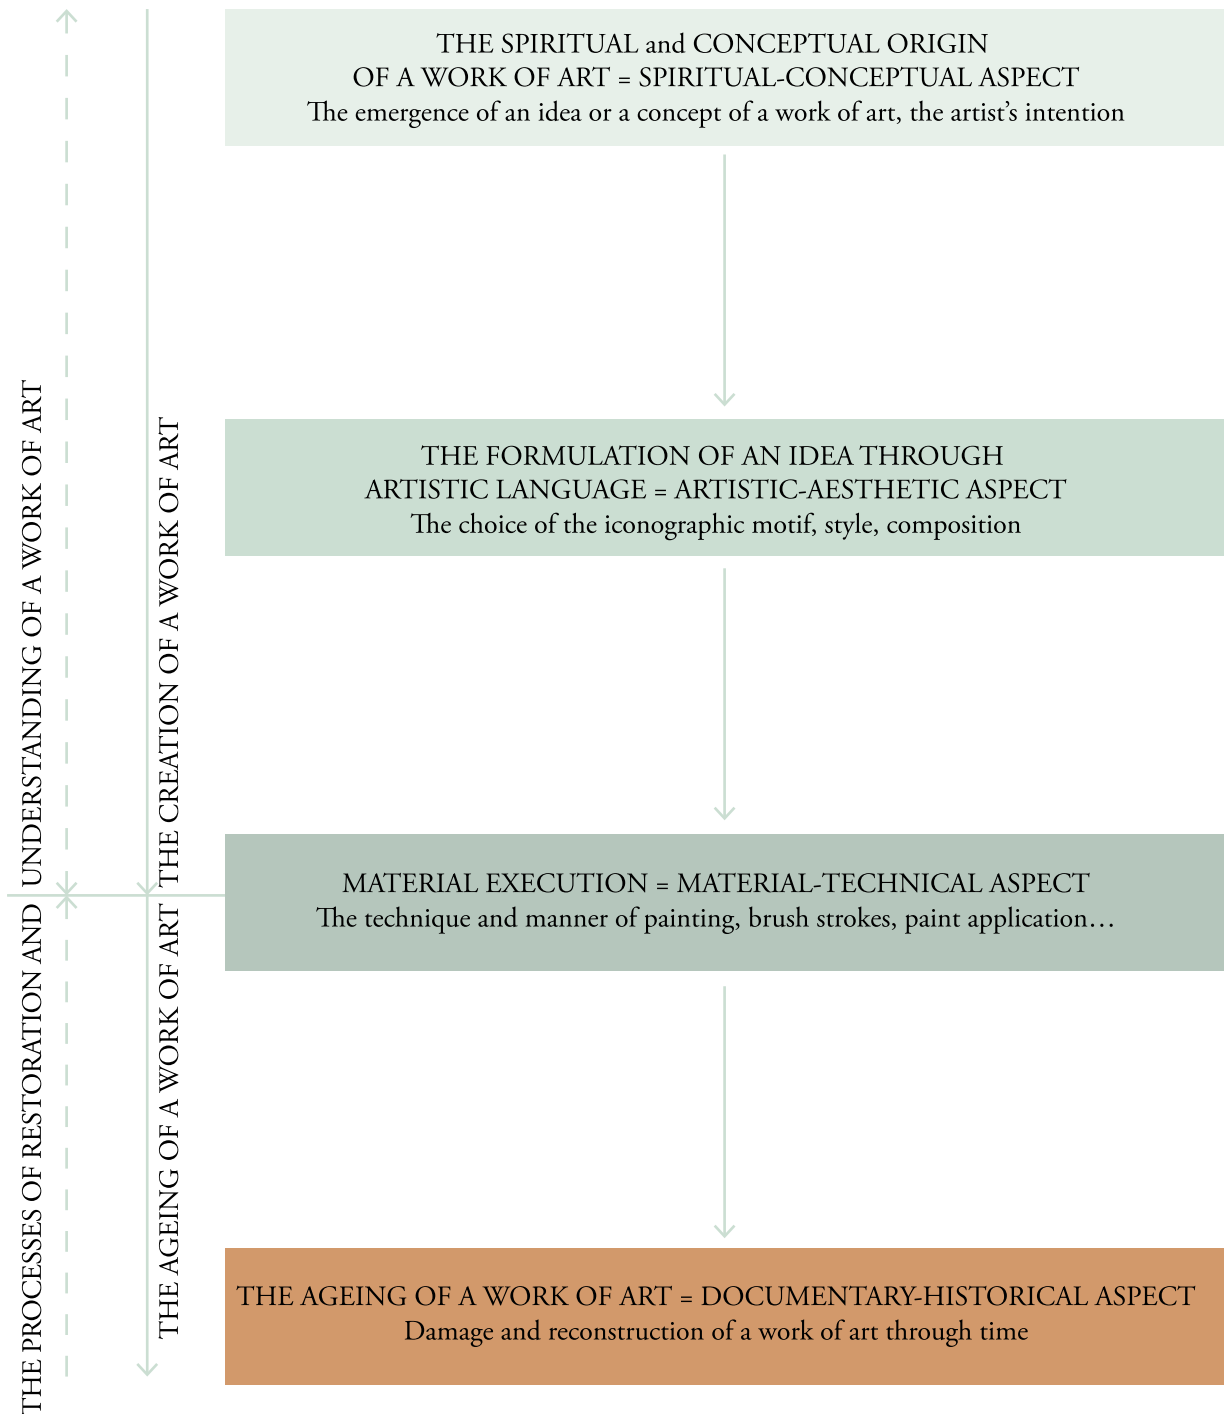 THE SPIRITUAL and CONCEPTUAL ORIGIN
OF A WORK OF ART = SPIRITUAL-CONCEPTUAL ASPECT
The emergence of an idea or a concept of a work of art, the artist’s intention
THE FORMULATION OF AN IDEA THROUGH
ARTISTIC LANGUAGE = ARTISTIC-AESTHETIC ASPECT
The choice of the iconographic motif, style, composition
MATERIAL EXECUTION = MATERIAL-TECHNICAL ASPECT
The technique and manner of painting, brush strokes, paint application…
THE AGEING OF A WORK OF ART = DOCUMENTARY-HISTORICAL ASPECT
Damage and reconstruction of a work of art through time
THE PROCESSES OF RESTORATION AND UNDERSTANDING OF A WORK OF ART
THE AGEING OF A WORK OF ART
THE CREATION OF A WORK OF ART